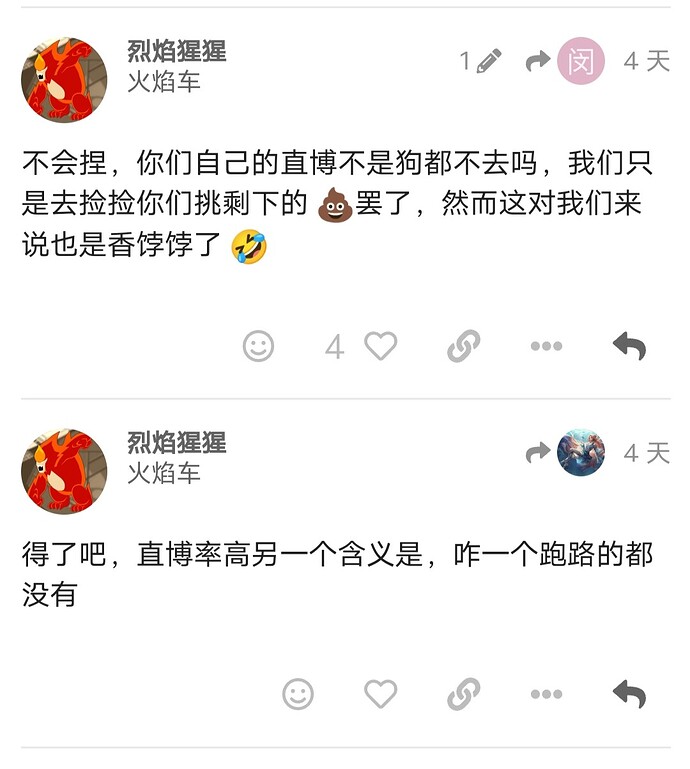 烈焰猩猩
火焰车
1
闵
4 天
不会捏，你们自己的直博不是狗都不去吗，我们只
是去捡捡你们挑剩下的 💩罢了，然而这对我们来
说也是香饽饽了 🤣
4
烈焰猩猩
火焰车
4 天
得了吧，直博率高另一个含义是，咋一个跑路的都
没有